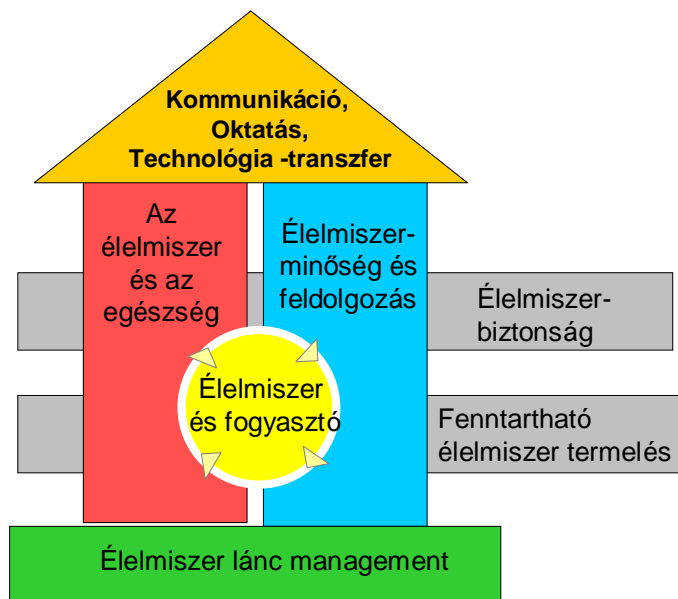 Kommunikáció,
Oktatás,
Technológia -transzfer
Az
élelmiszer
és az
egészség
Élelmiszer-
minőség és
feldolgozás
Élelmiszer-
biztonság
Élelmiszer
és fogyasztó
Fenntartható
élelmiszer termelés
Élelmiszer lánc management